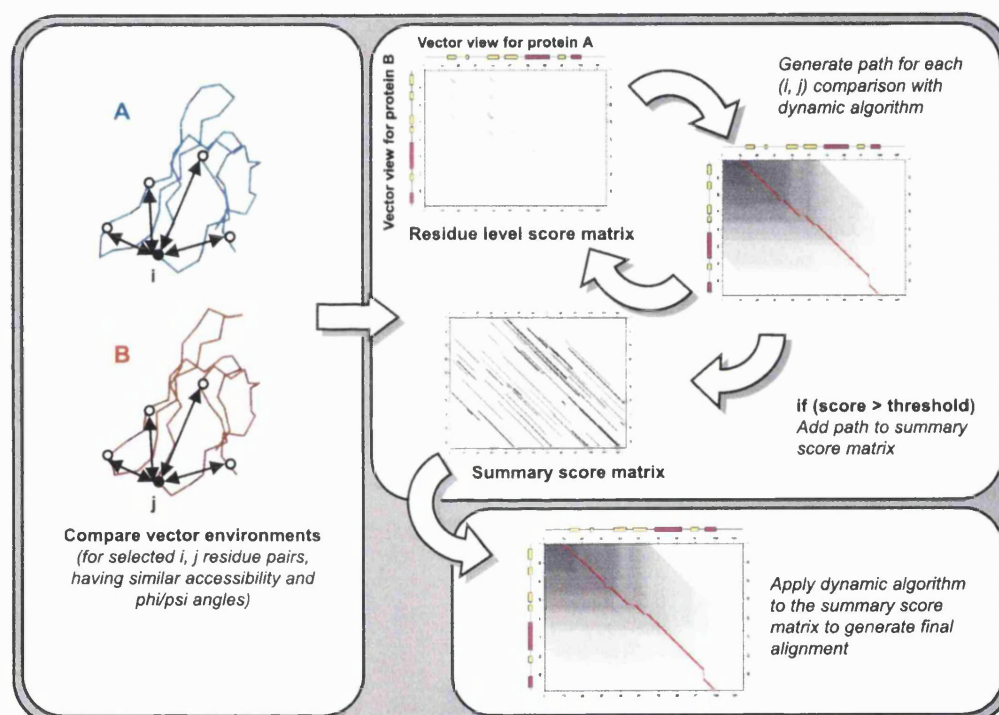 A
i
B
j
Compare vector environments
(for selected i, j residue pairs,
having similar accessibility and
phi/psi angles)
Vector view for protein A
Vector view for protein B
Residue level score matrix
Generate path for each
(i, j) comparison with
dynamic algorithm
if (score > threshold)
Add path to summary
score matrix
Summary score matrix
Apply dynamic algorithm
to the summary score
matrix to generate final
alignment